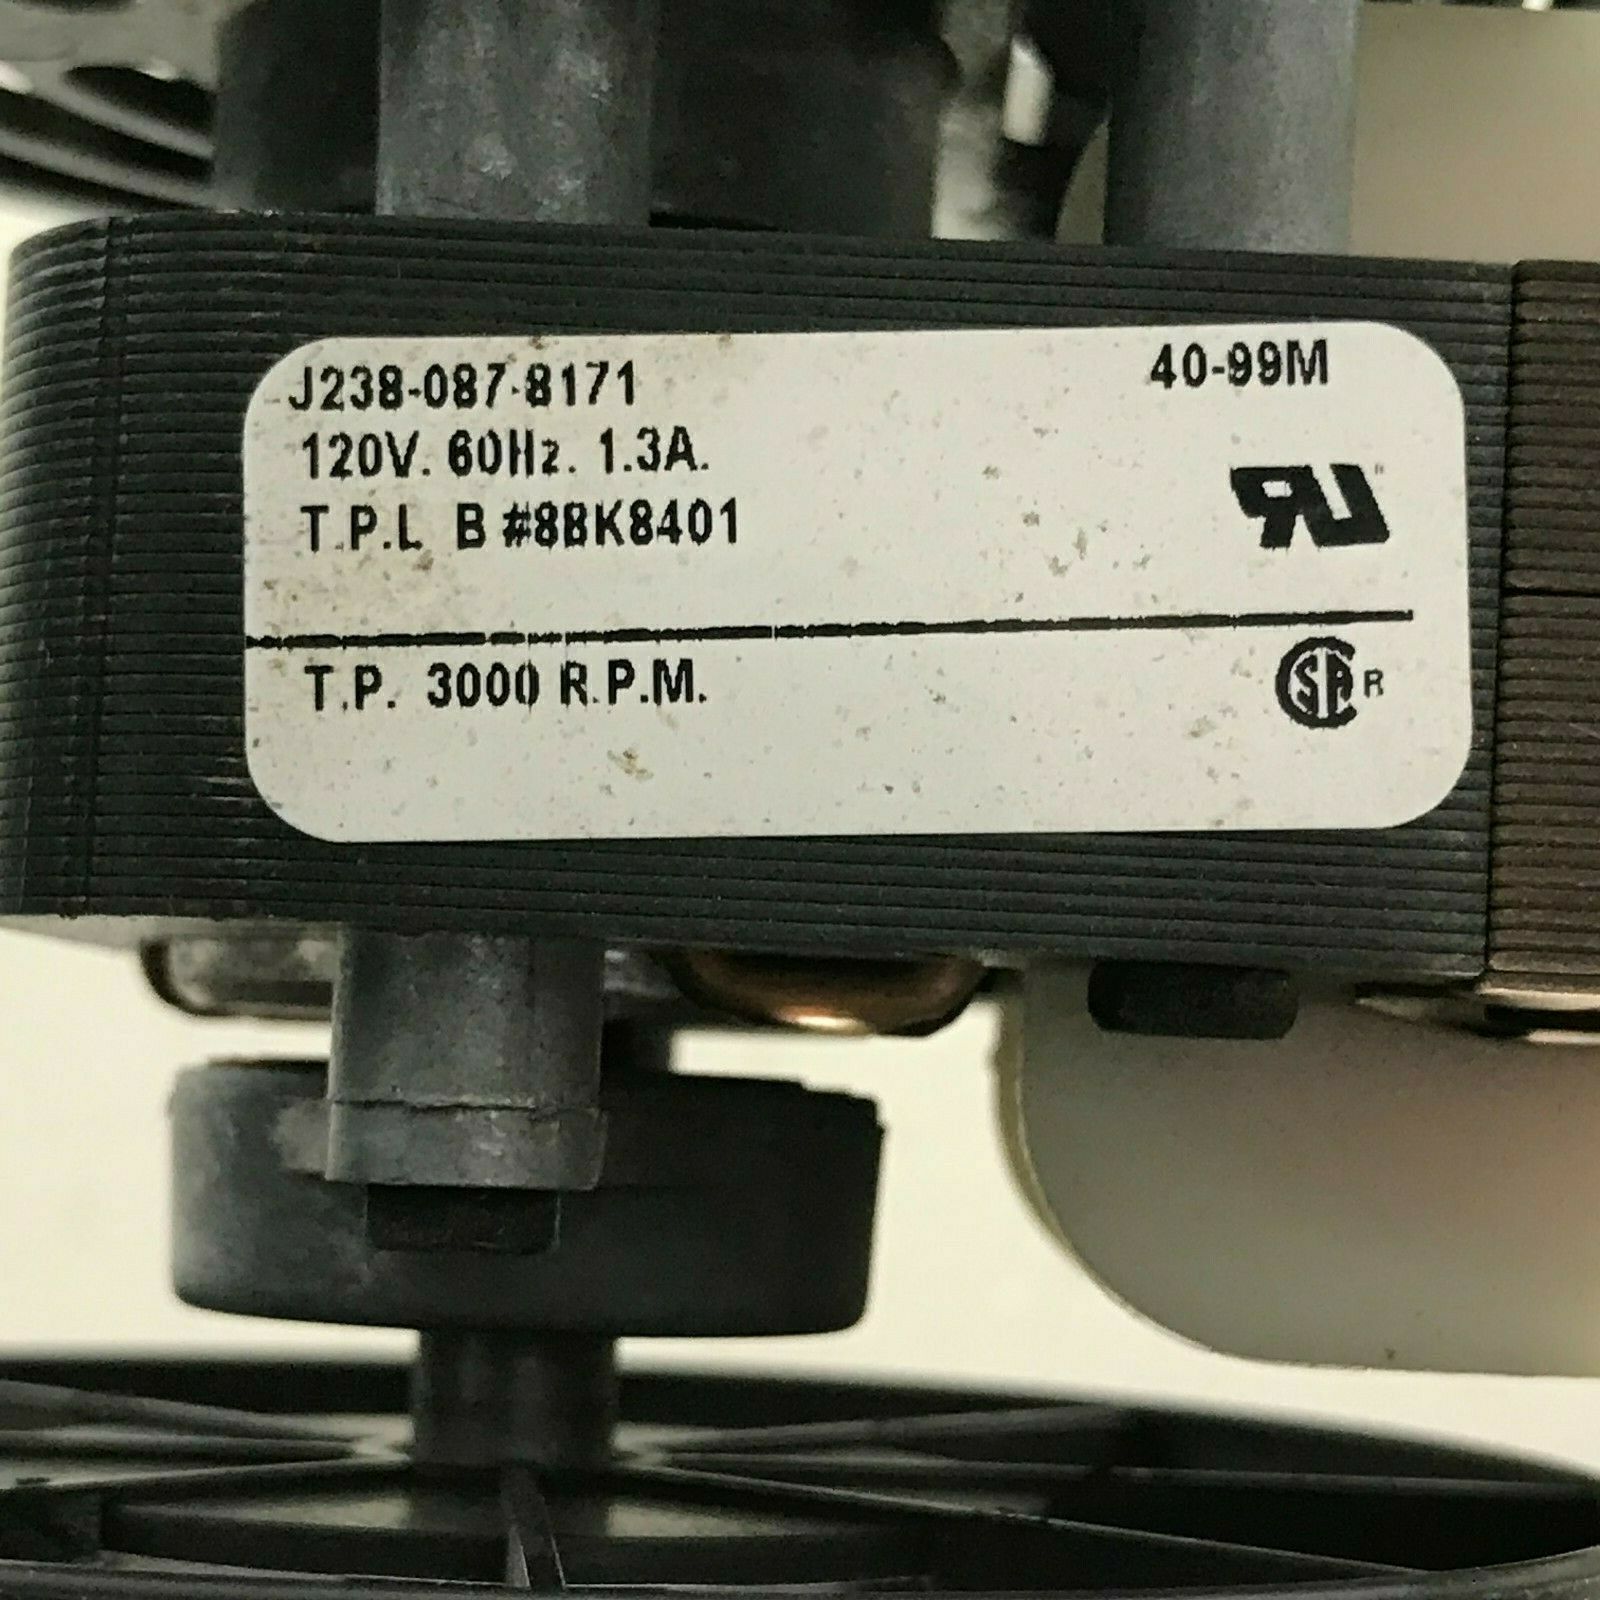 J238-087-8171 40-99M
120V. 60Hz. 1.3A.
T.P.L B #8BK8401
T.P. 3000 R.P.M.